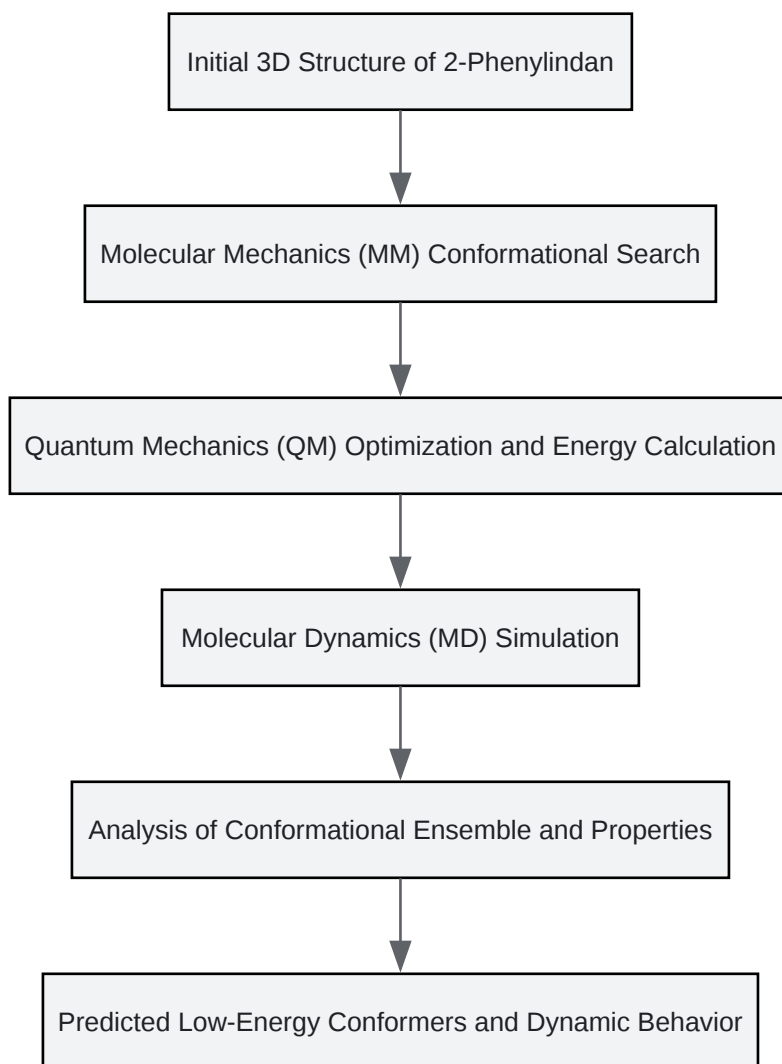 Initial 3D Structure of 2-Phenylindan
Molecular Mechanics (MM) Conformational Search
Quantum Mechanics (QM) Optimization and Energy Calculation
Molecular Dynamics (MD) Simulation
Analysis of Conformational Ensemble and Properties
Predicted Low-Energy Conformers and Dynamic Behavior